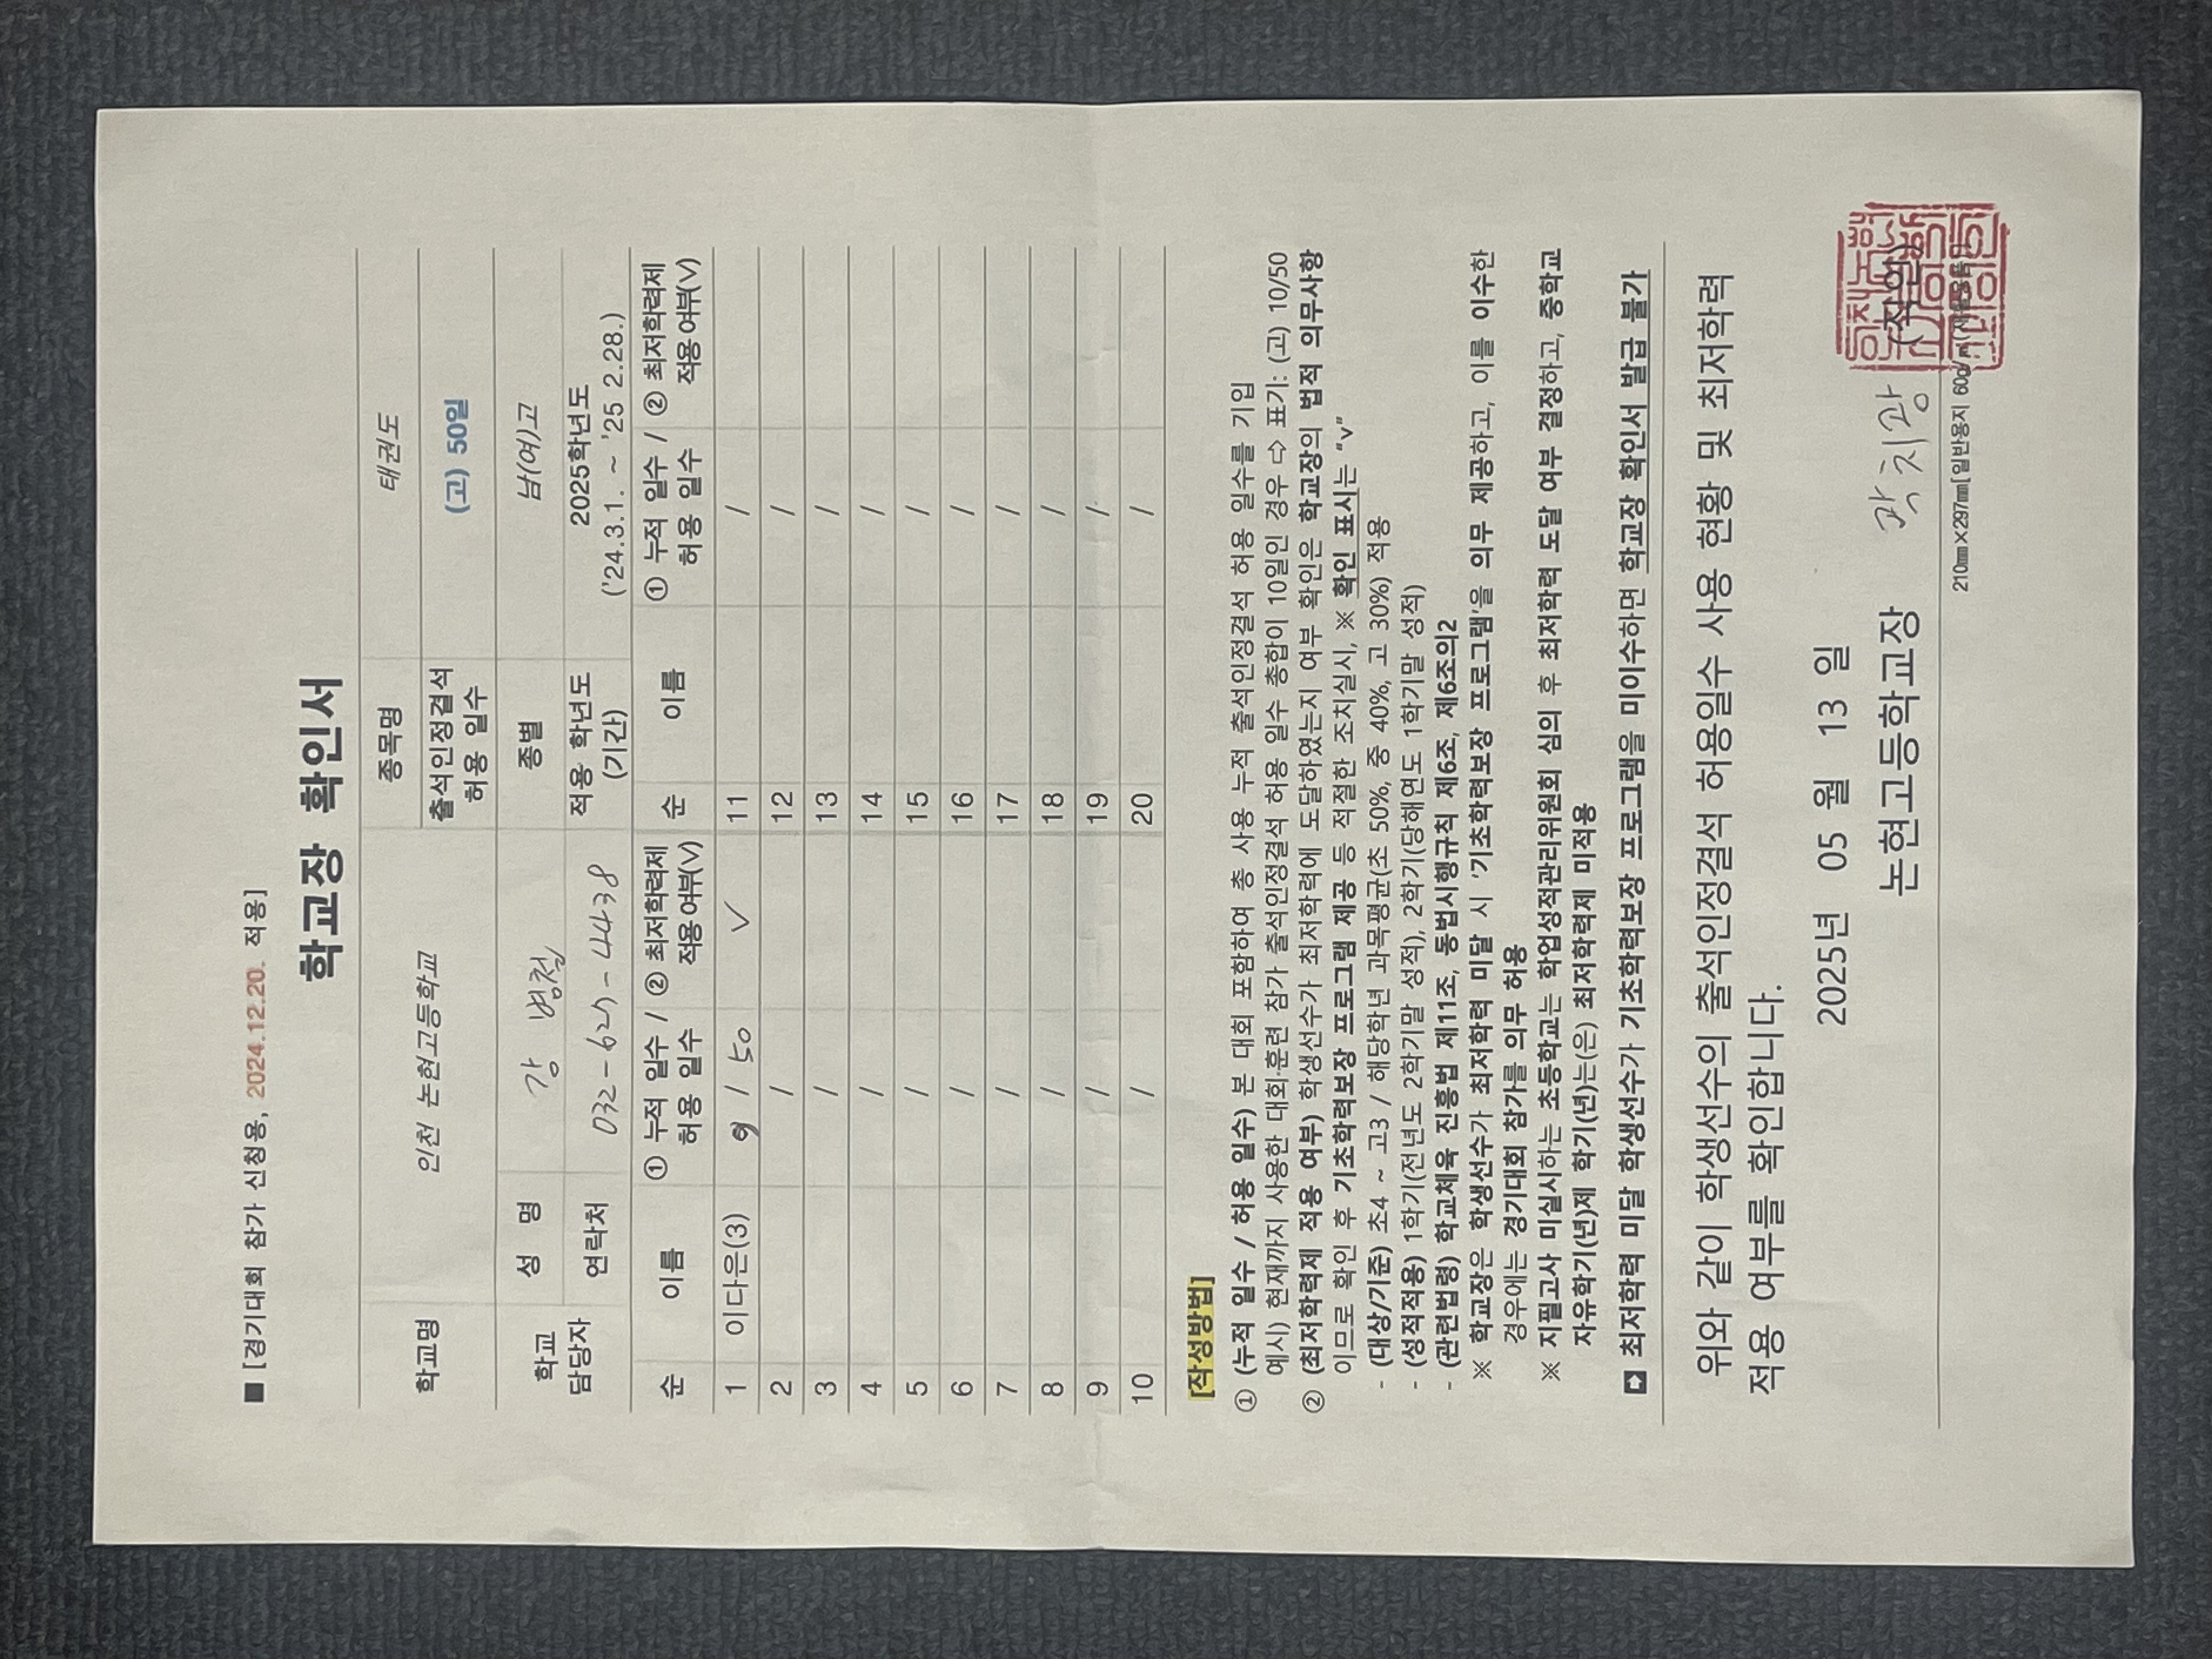 ■ [경기대회 참가 신청용, 2024.12.20. 적용]
학교장 확인서
학교명 인천 논현고등학교 종목명 태권도
출석인정결석 허용 일수 (고) 50일
학교 담당자 성 명 강 병철 종별 남(여)고
연락처 032-627-4438 적용 학년도 (기간) 2025학년도 ('24.3.1. ~ '25 2.28.)
순 이름 ① 누적 일수 / 허용 일수 ② 최저학력제 적용여부(V) 순 이름 ① 누적 일수 / 허용 일수 ② 최저학력제 적용여부(V)
1 이다은(3) 9 / 50 V 11 /
2 / 12 /
3 / 13 /
4 / 14 /
5 / 15 /
6 / 16 /
7 / 17 /
8 / 18 /
9 / 19 /
10 / 20 /
[작성방법]
① (누적 일수 / 허용 일수) 본 대회 포함하여 총 사용 누적 출석인정결석 허용 일수를 기입
예시) 현재까지 사용한 대회·훈련 참가 출석인정결석 허용 일수 총합이 10일인 경우 ⇨ 표기: (고) 10/50
② (최저학력제 적용 여부) 학생선수가 최저학력에 도달하였는지 여부 확인은 학교장의 법적 의무사항
이므로 확인 후 기초학력보장 프로그램 제공 등 적절한 조치실시, ※ 확인 표시는 "v"
- (대상/기준) 초4 ~ 고3 / 해당학년 과목평균(초 50%, 중 40%, 고 30%) 적용
- (성적적용) 1학기(전년도 2학기말 성적), 2학기(당해연도 1학기말 성적)
- (관련법령) 학교체육 진흥법 제11조, 동법시행규칙 제6조, 제6조의2
※ 학교장은 학생선수가 최저학력 미달 시 '기초학력보장 프로그램'을 의무 제공하고, 이를 이수한
경우에는 경기대회 참가를 의무 허용
※ 지필고사 미실시하는 초등학교는 학업성적관리위원회 심의 후 최저학력 도달 여부 결정하고, 중학교
자유학기(년)제 학기(년)는(은) 최저학력제 미적용
➡ 최저학력 미달 학생선수가 기초학력보장 프로그램을 미이수하면 학교장 확인서 발급 불가
위와 같이 학생선수의 출석인정결석 허용일수 사용 현황 및 최저학력
적용 여부를 확인합니다.
2025년 05 월 13 일
논현고등학교장 곽치광 (직인)
210㎜×297㎜[일반용지 60g/㎡(재활용품)]